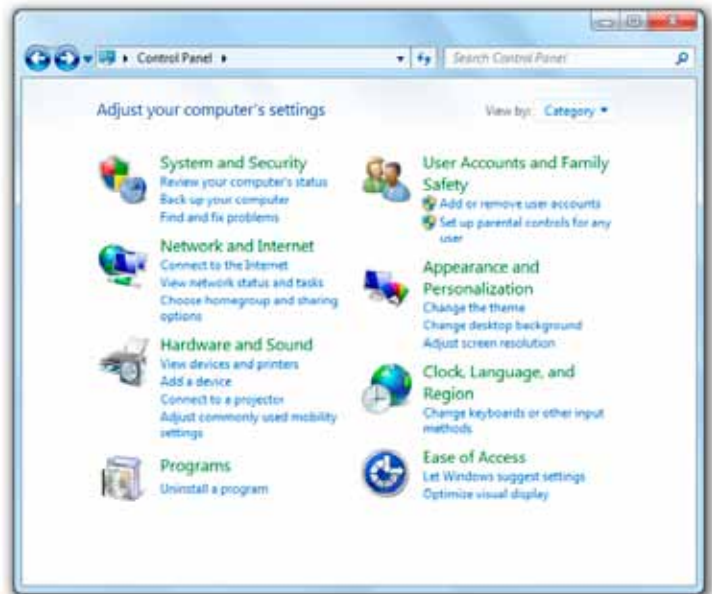 Control Panel
Search Control Panel
Adjust your computer's settings
View by: Category
System and Security
Review your computer's status
Back up your computer
Find and fix problems
Network and Internet
Connect to the Internet
View network status and tasks
Choose homegroup and sharing
options
Hardware and Sound
View devices and printers
Add a device
Connect to a projector
Adjust commonly used mobility
settings
Programs
Uninstall a program
User Accounts and Family
Safety
Add or remove user accounts
Set up parental controls for any
user
Appearance and
Personalization
Change the theme
Change desktop background
Adjust screen resolution
Clock, Language, and
Region
Change keyboards or other input
methods
Ease of Access
Let Windows suggest settings
Optimize visual display